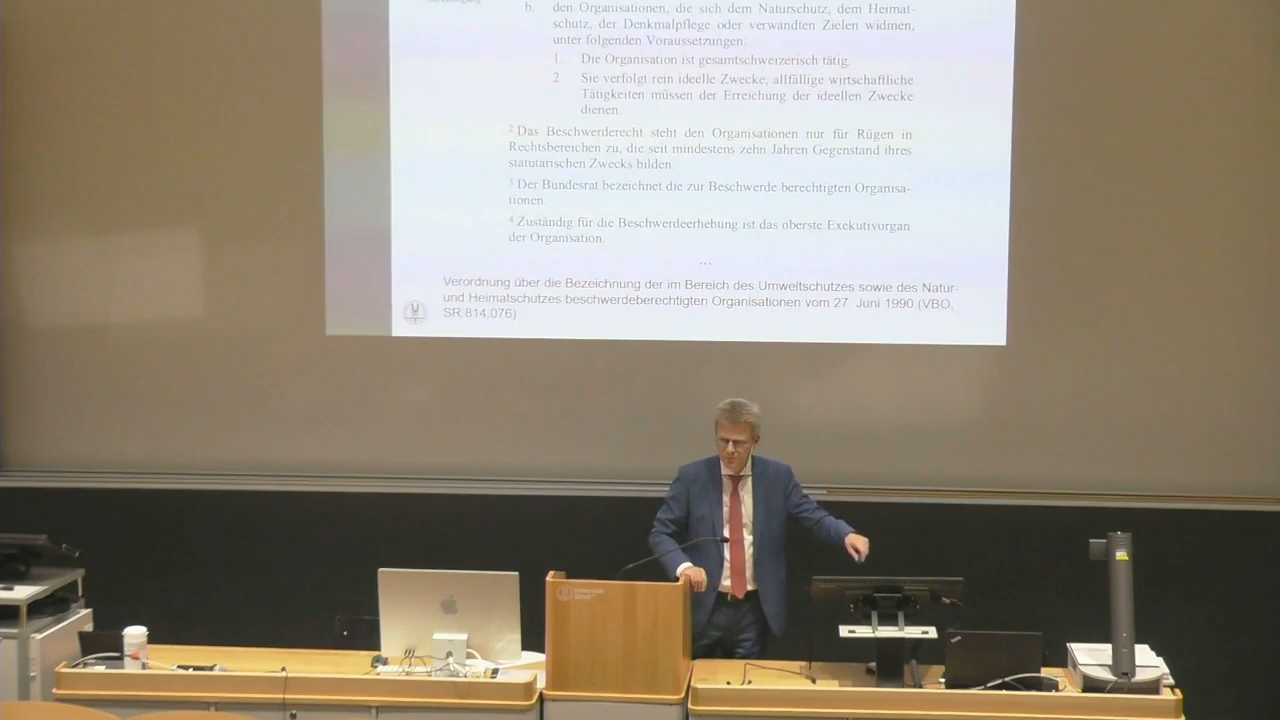 b. den Organisationen, die sich dem Naturschutz, dem Heimat-
schutz, der Denkmalpflege oder verwandten Zielen widmen,
unter folgenden Voraussetzungen:
1. Die Organisation ist gesamtschweizerisch tätig.
2. Sie verfolgt rein ideelle Zwecke; allfällige wirtschaftliche
Tätigkeiten müssen der Erreichung der ideellen Zwecke
dienen.
2 Das Beschwerderecht steht den Organisationen nur für Rügen in
Rechtsbereichen zu, die seit mindestens zehn Jahren Gegenstand ihres
statutarischen Zwecks bilden.
3 Der Bundesrat bezeichnet die zur Beschwerde berechtigten Organisa-
tionen.
4 Zuständig für die Beschwerdeerhebung ist das oberste Exekutivorgan
der Organisation.
...
Verordnung über die Bezeichnung der im Bereich des Umweltschutzes sowie des Natur-
und Heimatschutzes beschwerdeberechtigten Organisationen vom 27. Juni 1990 (VBO,
SR 814.076)